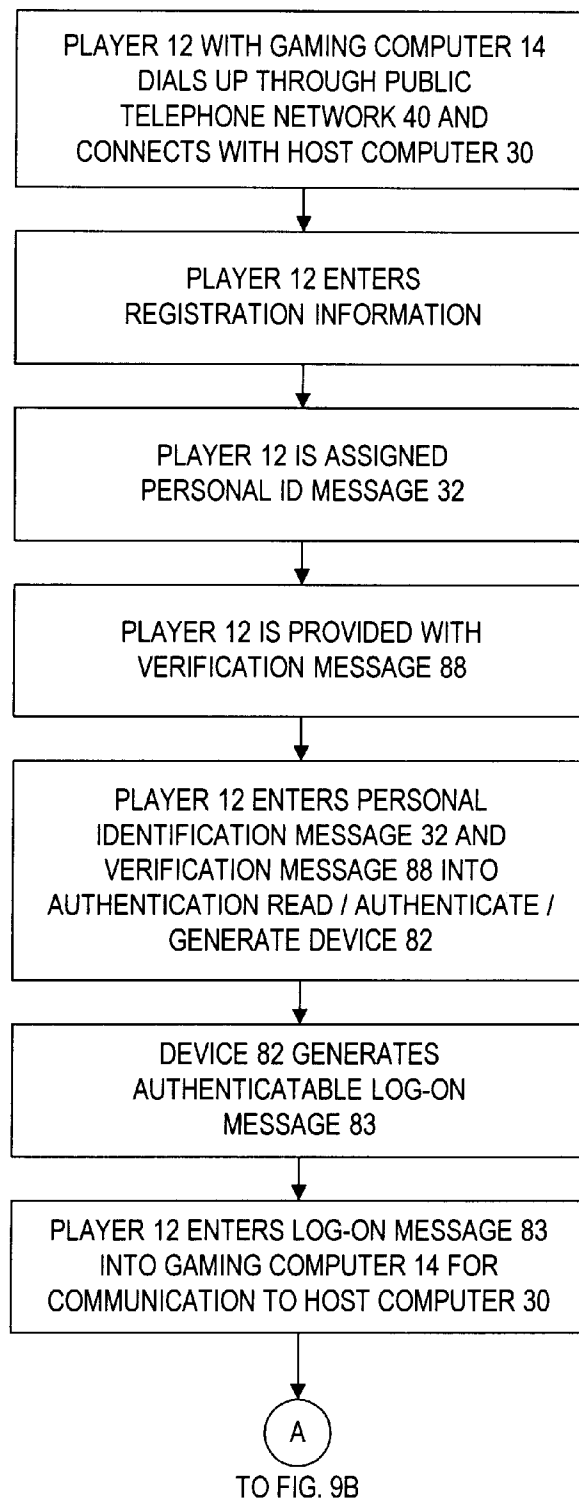 PLAYER 12 WITH GAMING COMPUTER 14
DIALS UP THROUGH PUBLIC
TELEPHONE NETWORK 40 AND
CONNECTS WITH HOST COMPUTER 30
PLAYER 12 ENTERS
REGISTRATION INFORMATION
PLAYER 12 IS ASSIGNED
PERSONAL ID MESSAGE 32
PLAYER 12 IS PROVIDED WITH
VERIFICATION MESSAGE 88
PLAYER 12 ENTERS PERSONAL
IDENTIFICATION MESSAGE 32 AND
VERIFICATION MESSAGE 88 INTO
AUTHENTICATION READ / AUTHENTICATE /
GENERATE DEVICE 82
DEVICE 82 GENERATES
AUTHENTICATABLE LOG-ON
MESSAGE 83
PLAYER 12 ENTERS LOG-ON MESSAGE 83
INTO GAMING COMPUTER 14 FOR
COMMUNICATION TO HOST COMPUTER 30
A
TO FIG. 9B